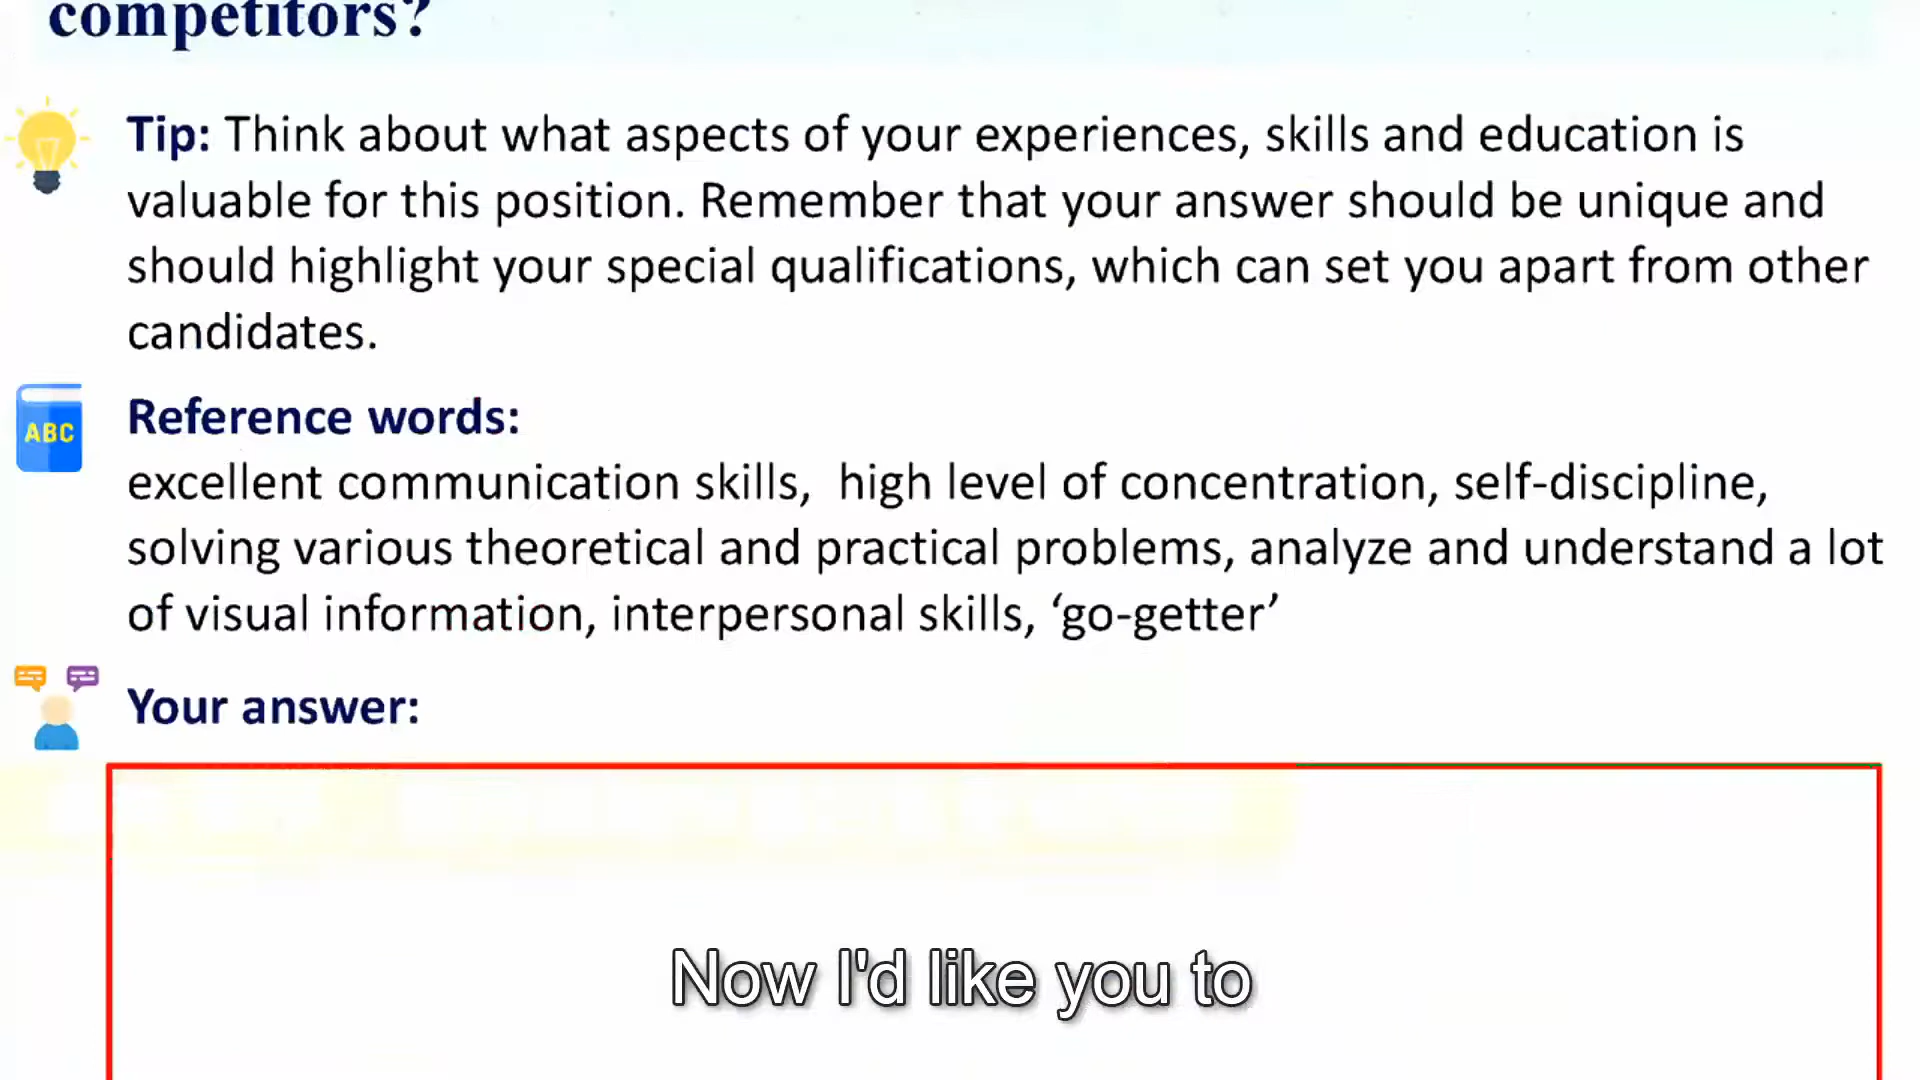 competitors?
Tip: Think about what aspects of your experiences, skills and education is
valuable for this position. Remember that your answer should be unique and
should highlight your special qualifications, which can set you apart from other
candidates.
ABC
Reference words:
excellent communication skills, high level of concentration, self-discipline,
solving various theoretical and practical problems, analyze and understand a lot
of visual information, interpersonal skills, ‘go-getter’
Your answer:
Now I'd like you to